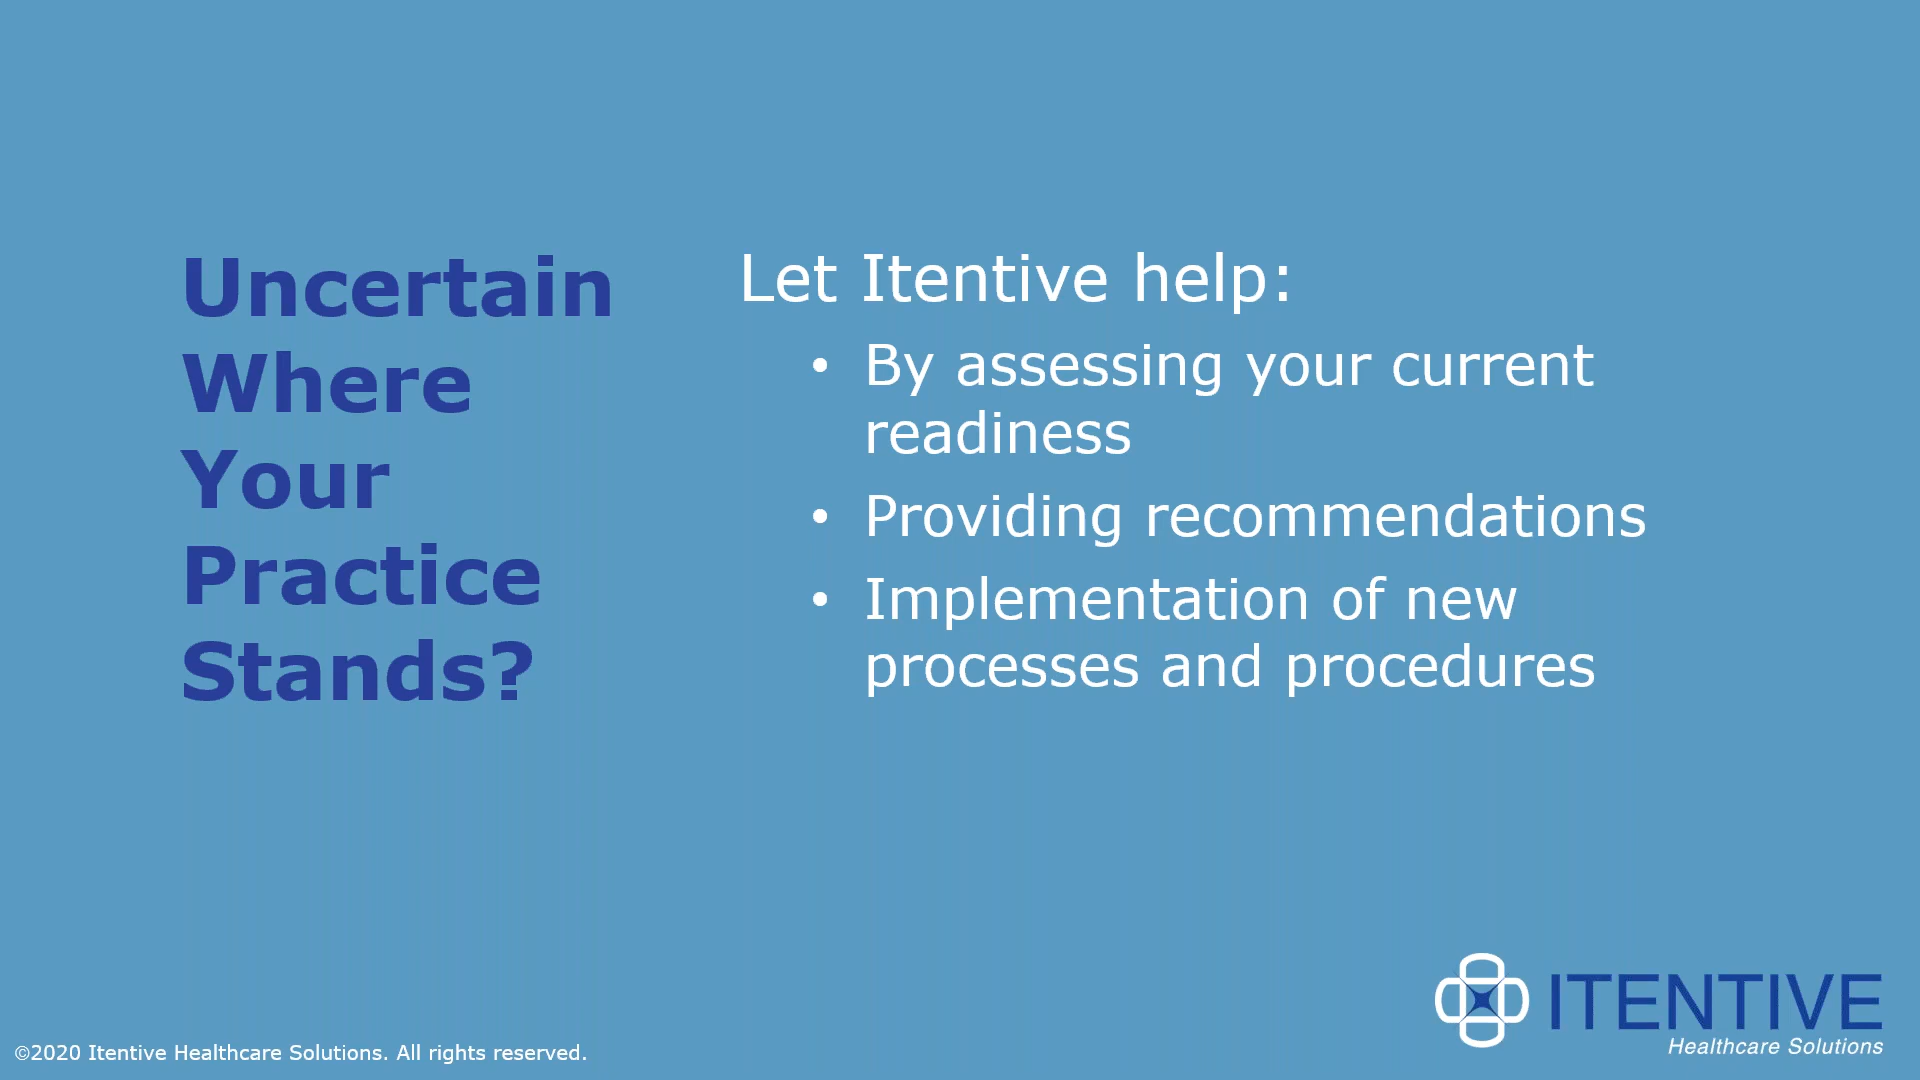 Uncertain
Where
Your
Practice
Stands?
Let Itentive help:
• By assessing your current
readiness
• Providing recommendations
• Implementation of new
processes and procedures
ITENTIVE
Healthcare Solutions
©2020 Itentive Healthcare Solutions. All rights reserved.